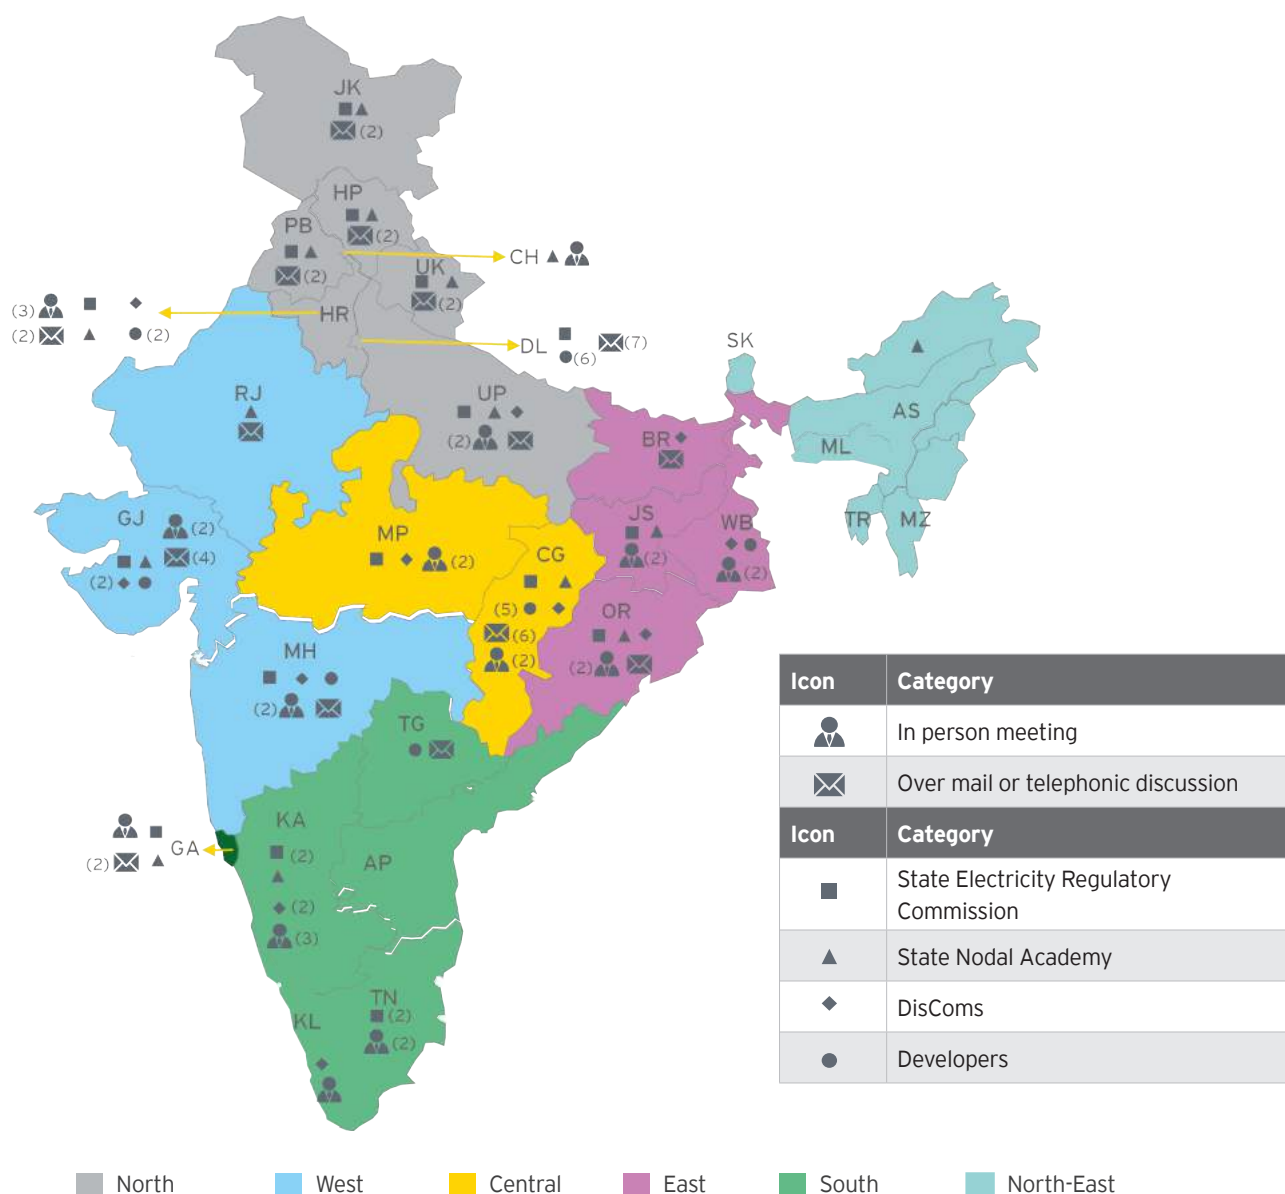 JK
(2)
HP
(2)
PB
(2)
CH
UK
(2)
(3)
HR
(2)
(2)
DL
(7)
(6)
SK
RJ
UP
(2)
AS
BR
ML
GJ
(2)
(4)
(2)
MP
(2)
CG
(5)
(6)
(2)
JS
(2)
WB
(2)
TR
MZ
OR
(2)
MH
(2)
TG
GA
(2)
KA
(2)
(2)
(3)
AP
TN
(2)
(2)
KL
Icon Category
In person meeting
Over mail or telephonic discussion
Icon Category
State Electricity Regulatory
Commission
State Nodal Academy
DisComs
Developers
North West Central East South North-East